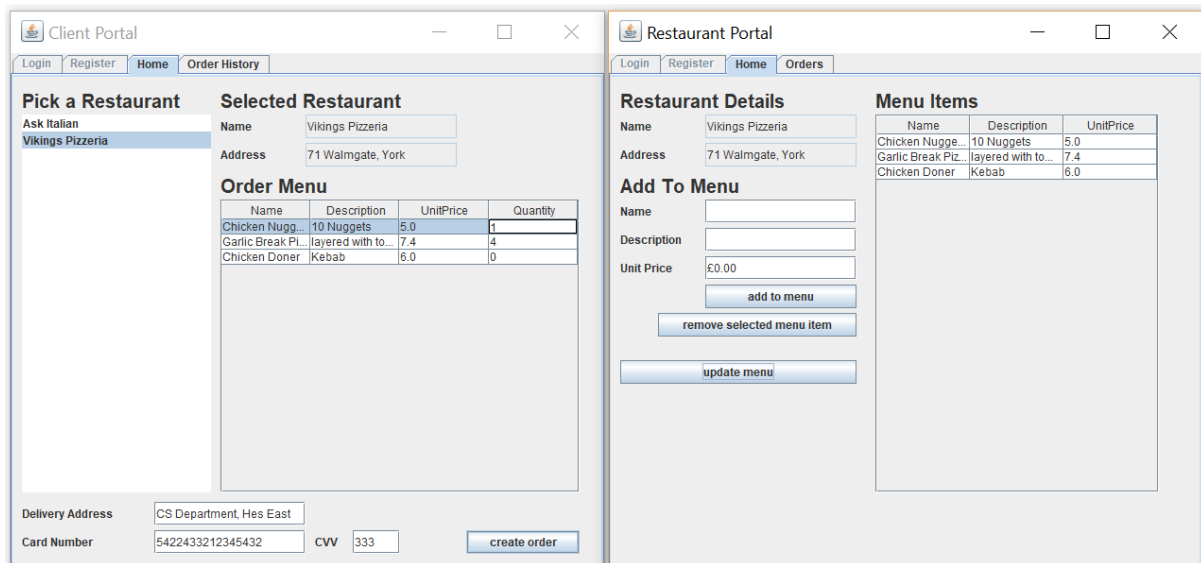 Client Portal
Login Register Home Order History
Pick a Restaurant
Ask Italian
Vikings Pizzeria
Selected Restaurant
Name Vikings Pizzeria
Address 71 Walmgate, York
Order Menu
Name Description UnitPrice Quantity
Chicken Nugg... 10 Nuggets 5.0 1
Garlic Break Pi... layered with to... 7.4 4
Chicken Doner Kebab 6.0 0
Delivery Address CS Department, Hes East
Card Number 5422433212345432 CVV 333 create order
Restaurant Portal
Login Register Home Orders
Restaurant Details
Name Vikings Pizzeria
Address 71 Walmgate, York
Add To Menu
Name
Description
Unit Price £0.00
add to menu
remove selected menu item
update menu
Menu Items
Name Description UnitPrice
Chicken Nugge... 10 Nuggets 5.0
Garlic Break Piz... layered with to... 7.4
Chicken Doner Kebab 6.0